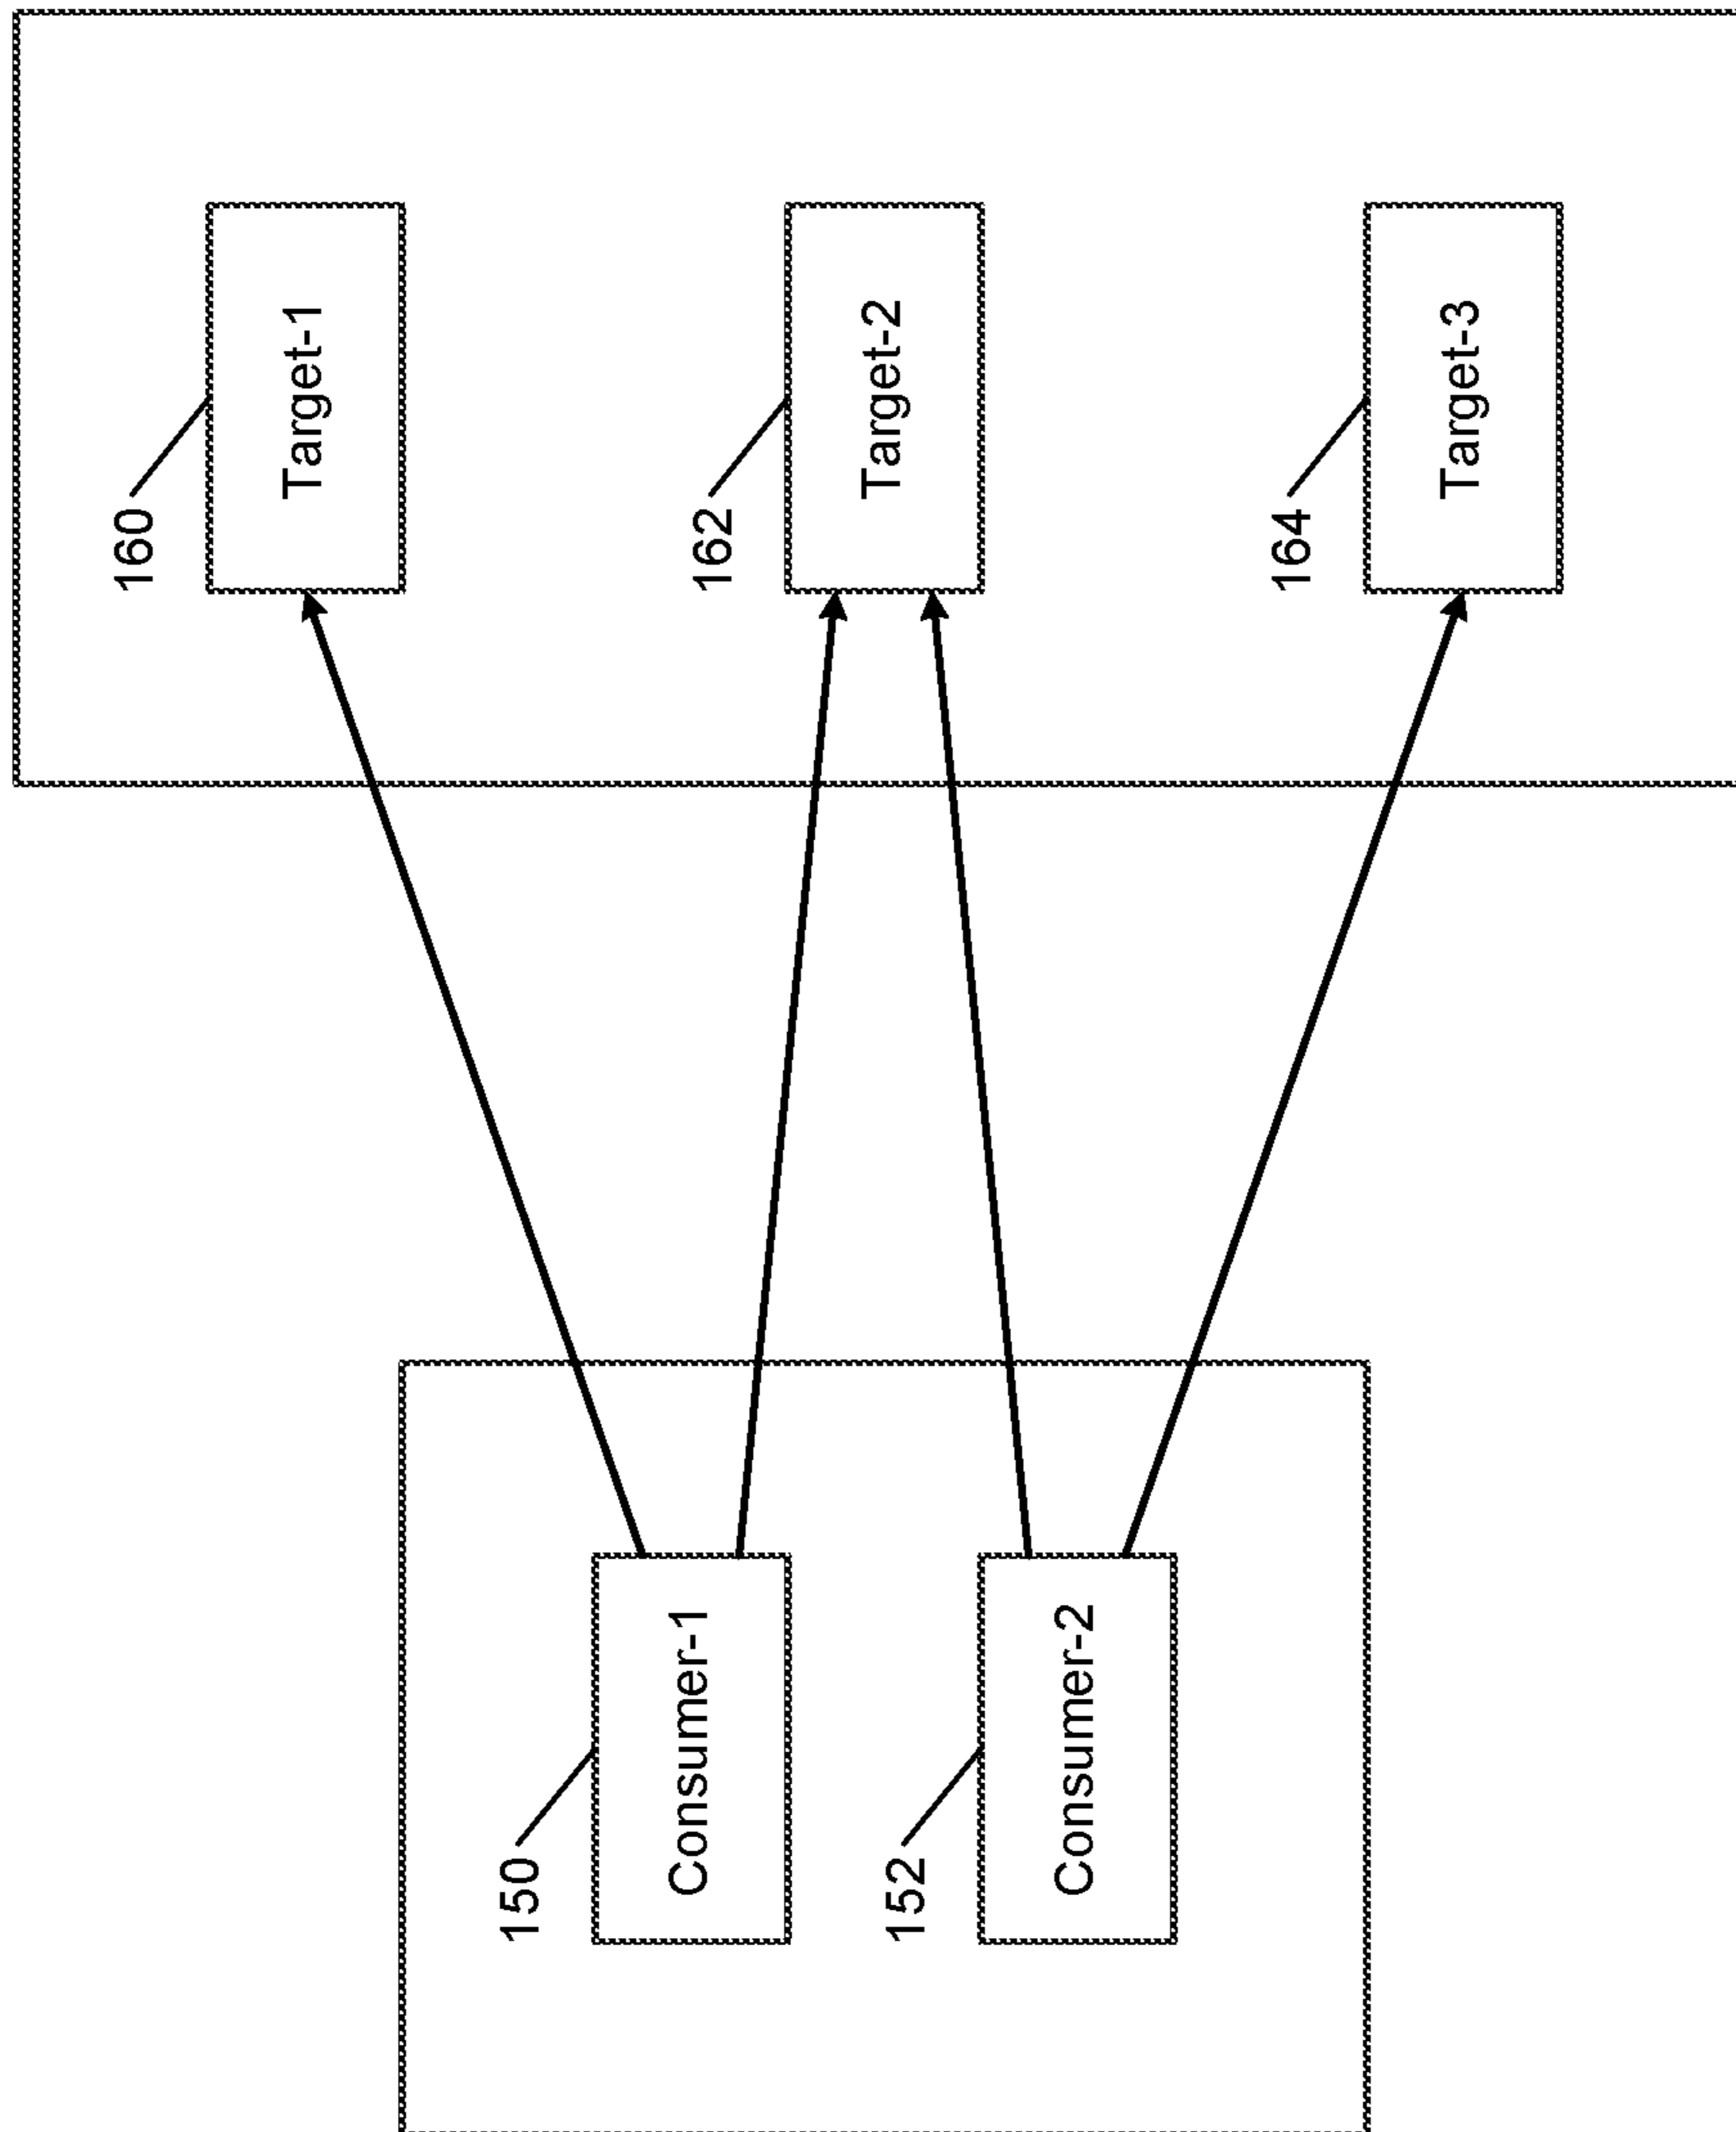 150
Consumer-1
152
Consumer-2
160
Target-1
162
Target-2
164
Target-3